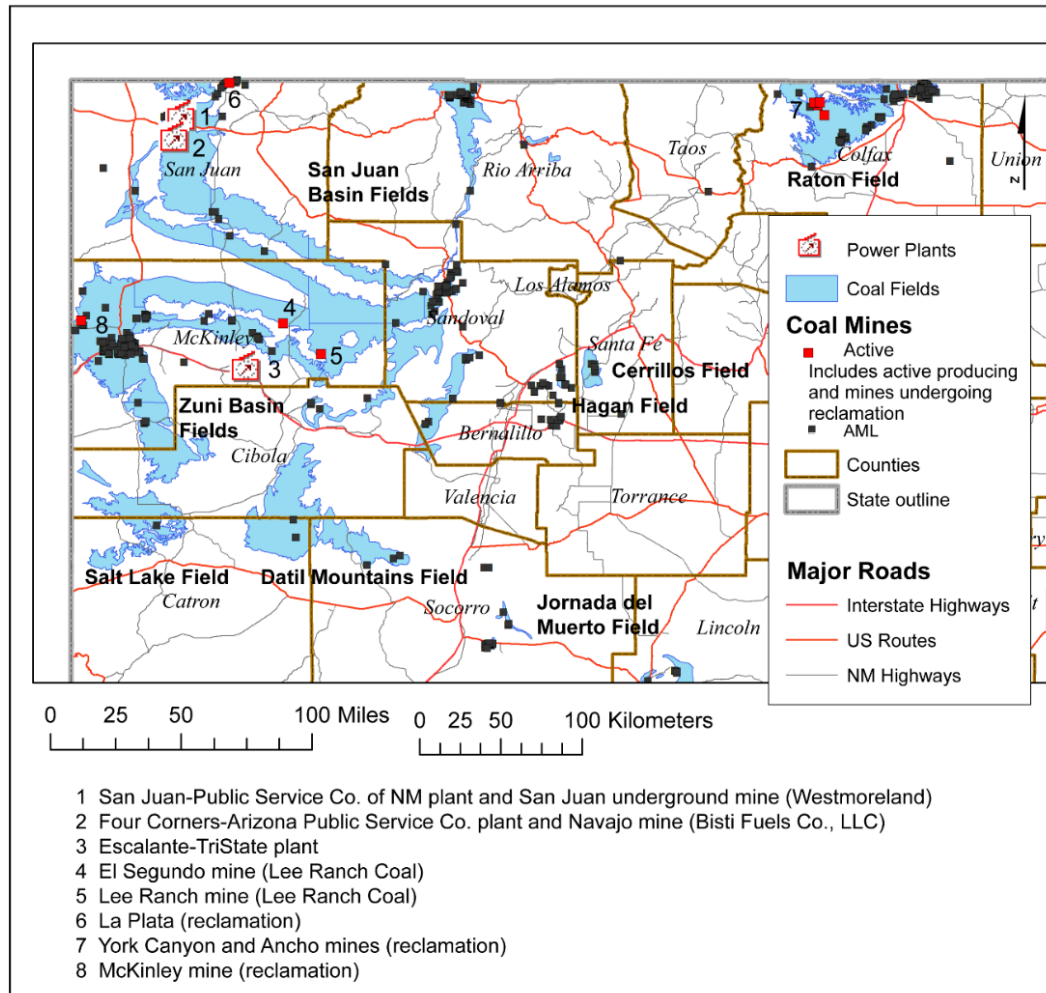 6
1
2
San Juan
San Juan
Basin Fields
Rio Arriba
Taos
7
Colfax
Raton Field
Union
N
Power Plants
Coal Fields
Coal Mines
Active
Includes active producing
and mines undergoing
reclamation
AML
Counties
State outline
Major Roads
Interstate Highways
US Routes
NM Highways
Los Alamos
Sandoval
4
8
McKinley
5
3
Santa Fe
Cerrillos Field
Hagan Field
Zuni Basin
Fields
Bernalillo
Cibola
Valencia
Torrance
Salt Lake Field
Datil Mountains Field
Catron
Socorro
Jornada del
Muerto Field
Lincoln
ry
t
0 25 50 100 Miles
0 25 50 100 Kilometers
1 San Juan-Public Service Co. of NM plant and San Juan underground mine (Westmoreland)
2 Four Corners-Arizona Public Service Co. plant and Navajo mine (Bisti Fuels Co., LLC)
3 Escalante-TriState plant
4 El Segundo mine (Lee Ranch Coal)
5 Lee Ranch mine (Lee Ranch Coal)
6 La Plata (reclamation)
7 York Canyon and Ancho mines (reclamation)
8 McKinley mine (reclamation)